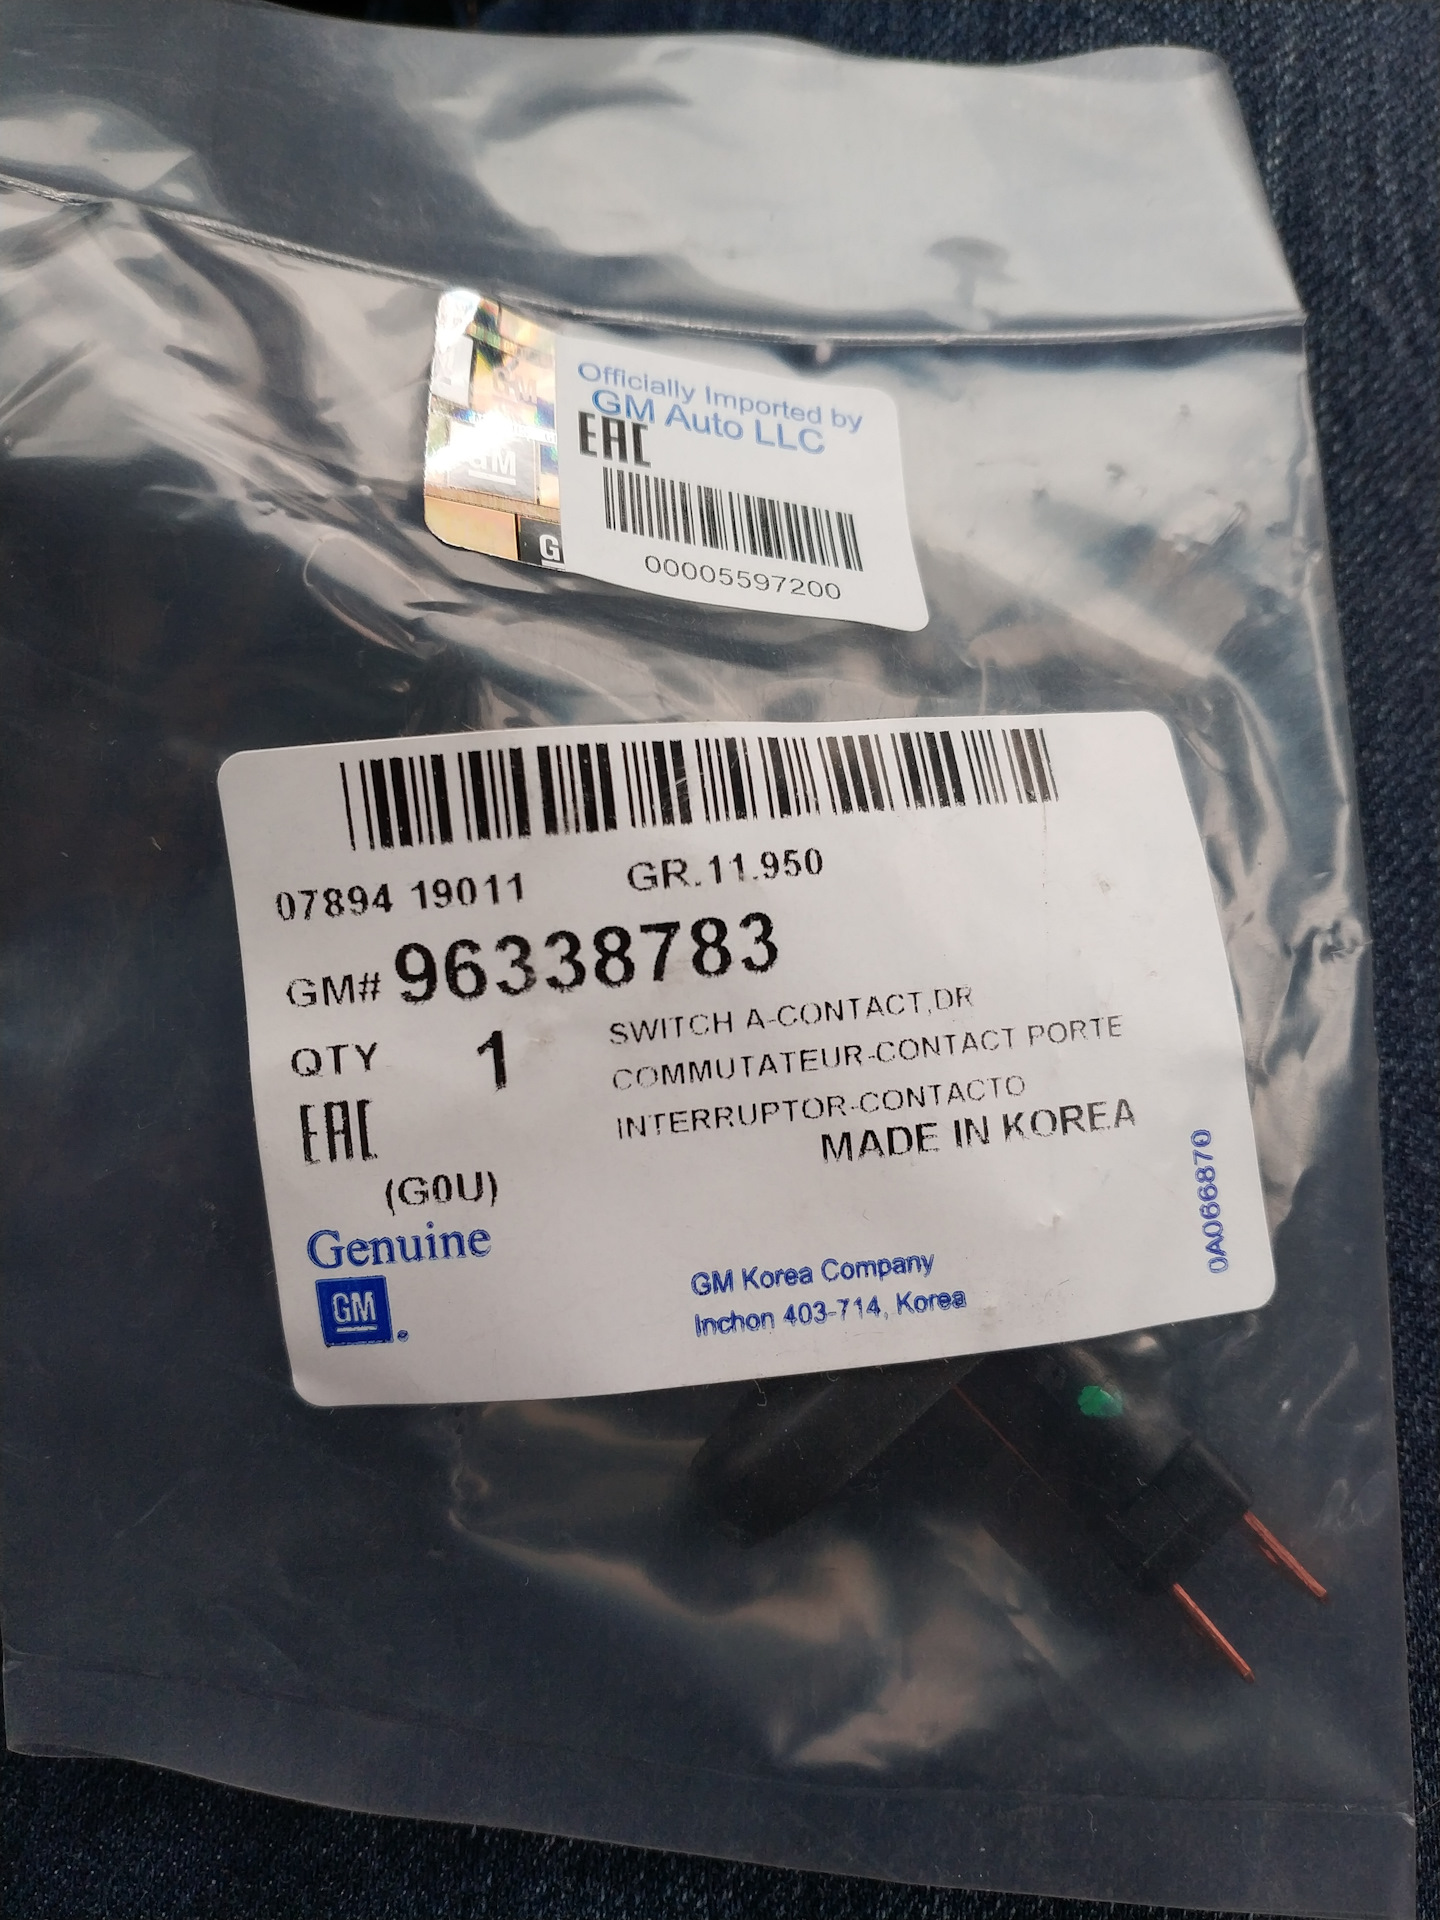 Officially Imported by
GM Auto LLC
EAC
GM
G
00005597200
07894 19011 GR.11.950
GM# 96338783
QTY 1
SWITCH A-CONTACT,DR
COMMUTATEUR-CONTACT PORTE
INTERRUPTOR-CONTACTO
MADE IN KOREA
EAC
(G0U)
Genuine
GM
GM Korea Company
Inchon 403-714, Korea
0A066870